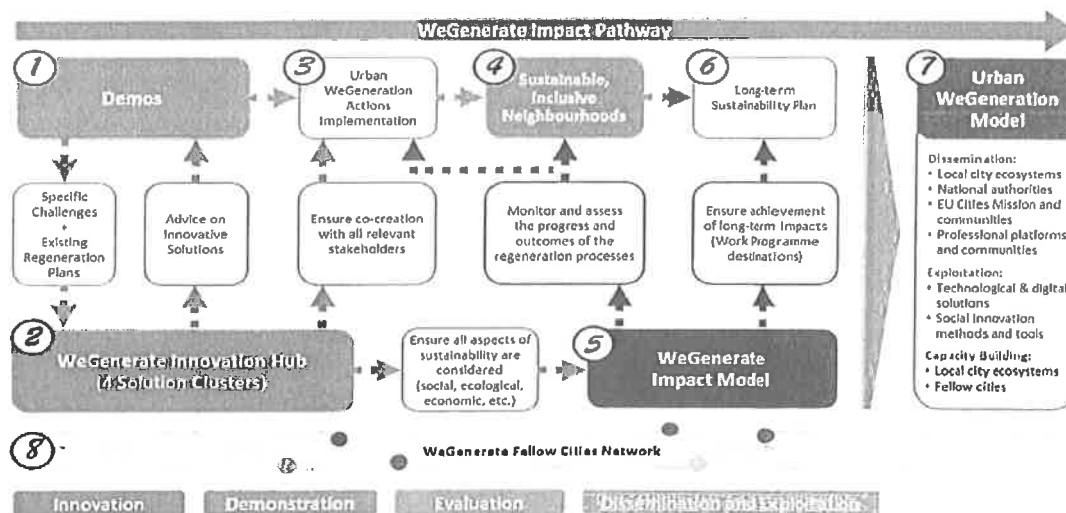 WeGenerate Impact Pathway
1
Demos
3
Urban
WeGeneration
Actions
Implementation
4
Sustainable,
Inclusive
Neighbourhoods
6
Long-term
Sustainability Plan
7
Urban
WeGeneration
Model
Specific
Challenges
+
Existing
Regeneration
Plans
Advice on
Innovative
Solutions
Ensure co-creation
with all relevant
stakeholders
Monitor and assess
the progress and
outcomes of the
regeneration processes
Ensure achievement
of long-term impacts
(Work Programme
destinations)
Dissemination:
• Local city ecosystems
• National authorities
• EU Cities Mission and
communities
• Professional platforms
and communities
Exploitation:
• Technological & digital
solutions
• Social innovation
methods and tools
Capacity Building:
• Local city ecosystems
• Fellow cities
2
WeGenerate Innovation Hub
(4 Solution Clusters)
Ensure all aspects of
sustainability are
considered
(social, ecological,
economic, etc.)
5
WeGenerate
Impact Model
8
WeGenerate Fellow Cities Network
Innovation
Demonstration
Evaluation
Dissemination and Exploitation